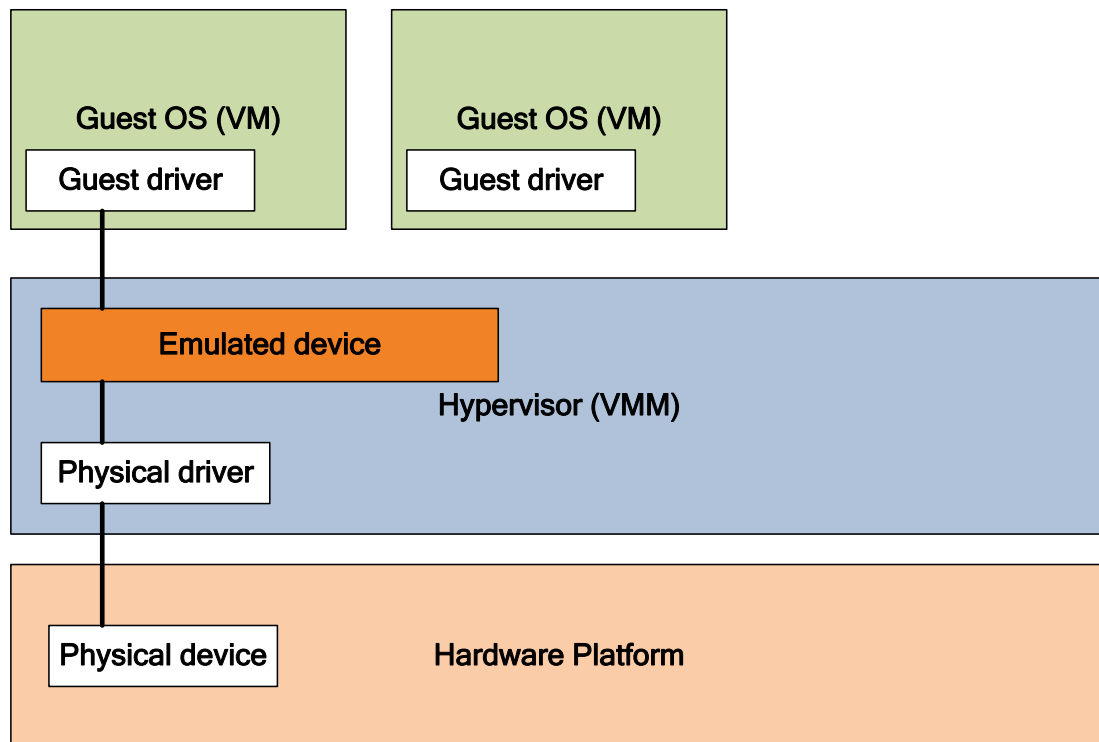 Guest OS (VM)
Guest OS (VM)
Guest driver
Guest driver
Emulated device
Hypervisor (VMM)
Physical driver
Physical device
Hardware Platform